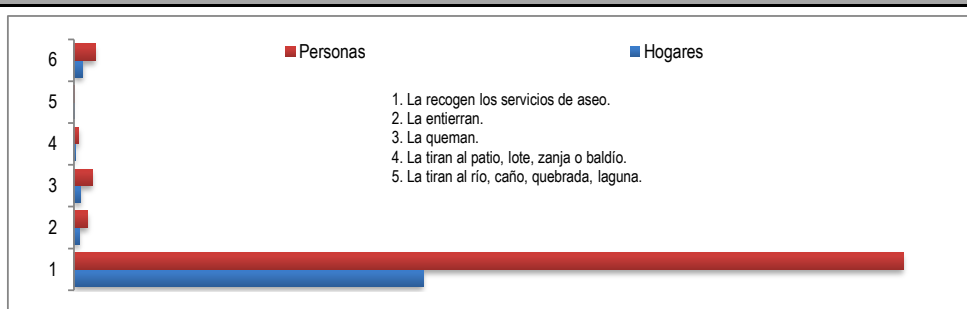 Personas
Hogares
6
5
4
3
2
1
1. La recogen los servicios de aseo.
2. La entierran.
3. La queman.
4. La tiran al patio, lote, zanja o baldío.
5. La tiran al río, caño, quebrada, laguna.